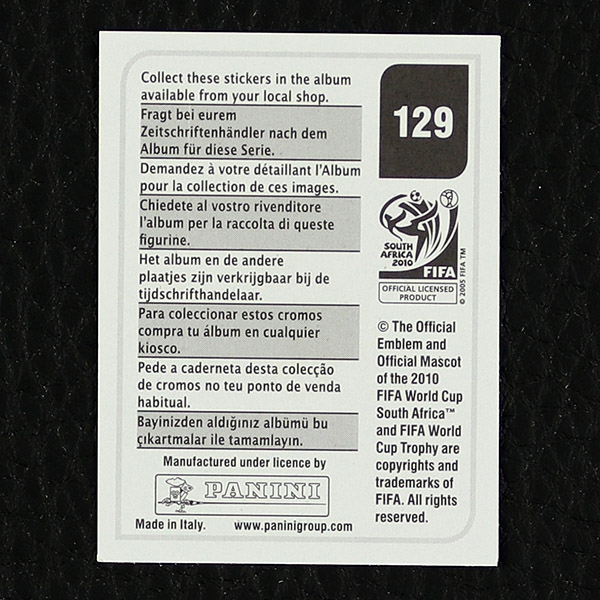 Collect these stickers in the album
available from your local shop.
Fragt bei eurem
Zeitschriftenhändler nach dem
Album für diese Serie.
Demandez à votre détaillant l'Album
pour la collection de ces images.
Chiedete al vostro rivenditore
l'album per la raccolta di queste
figurine.
Het album en de andere
plaatjes zijn verkrijgbaar bij de
tijdschrifthandelaar.
Para coleccionar estos cromos
compra tu álbum en cualquier
kiosco.
Pede a caderneta desta colecção
de cromos no teu ponto de venda
habitual.
Bayinizden aldığınız albümü bu
çıkartmalar ile tamamlayın.
Manufactured under licence by
PANINI
Made in Italy. www.paninigroup.com
129
SOUTH
AFRICA
2010
FIFA
OFFICIAL LICENSED
PRODUCT
© 2005 FIFA TM
© The Official
Emblem and
Official Mascot
of the 2010
FIFA World Cup
South Africa™
and FIFA World
Cup Trophy are
copyrights and
trademarks of
FIFA. All rights
reserved.